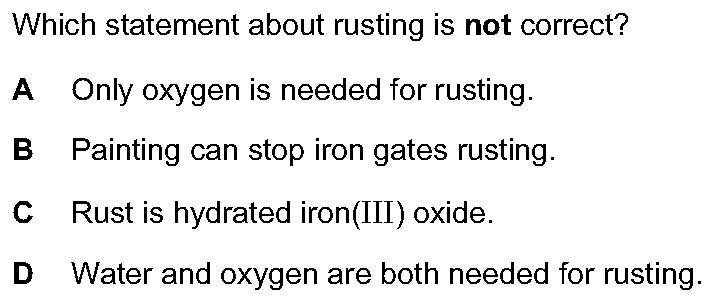 Which statement about rusting is not correct?
A Only oxygen is needed for rusting.
B Painting can stop iron gates rusting.
C Rust is hydrated iron(III) oxide.
D Water and oxygen are both needed for rusting.